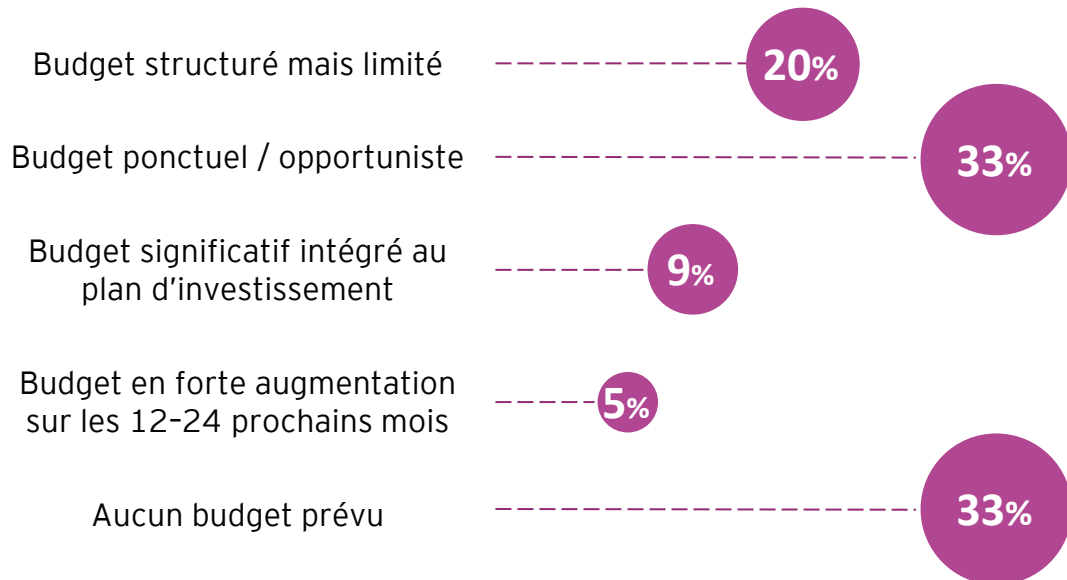 Budget structuré mais limité
20%
Budget ponctuel / opportuniste
33%
Budget significatif intégré au
plan d’investissement
9%
Budget en forte augmentation
sur les 12–24 prochains mois
5%
Aucun budget prévu
33%